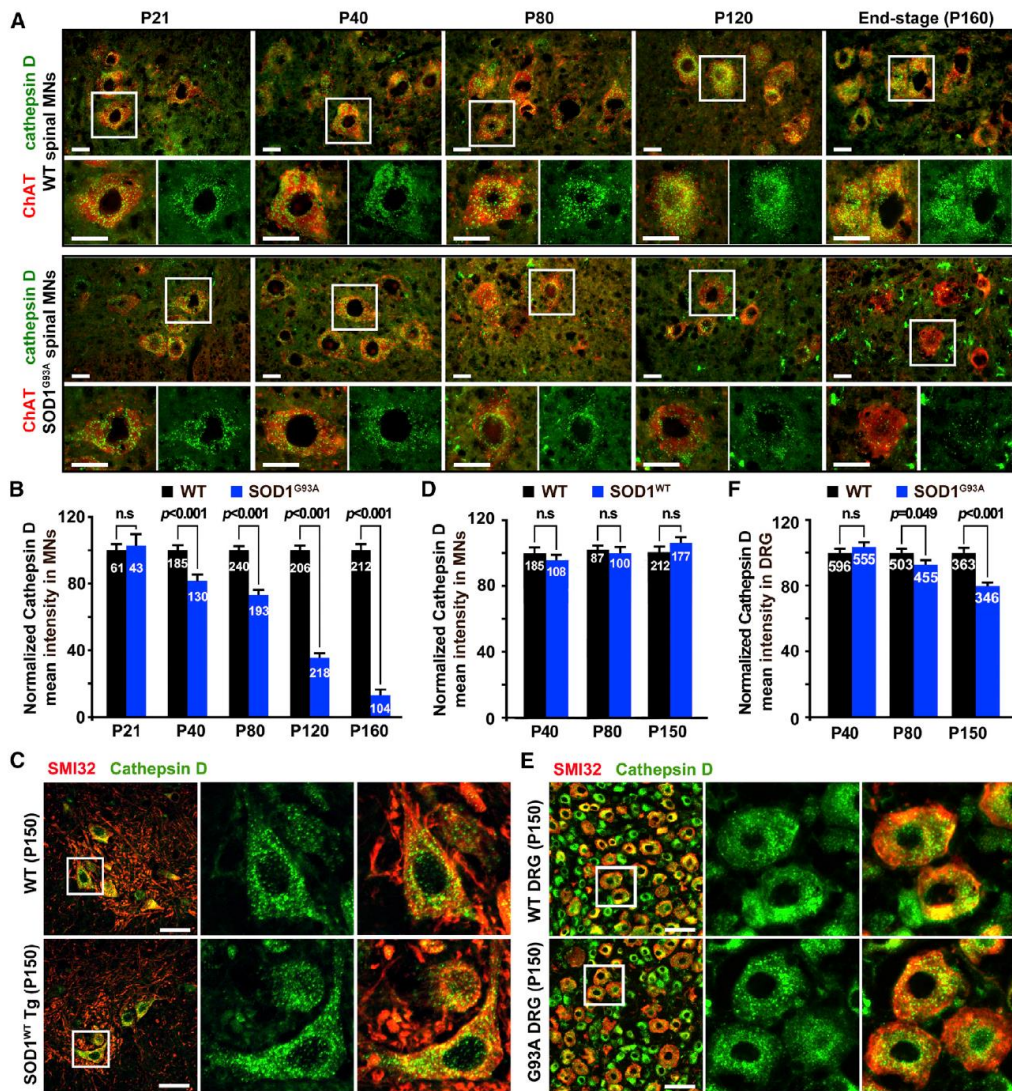 A
P21 P40 P80 P120 End-stage (P160)
ChAT cathepsin D
WT spinal MNs
ChAT cathepsin D
SOD1G93A spinal MNs
B
WT SOD1G93A
Normalized Cathepsin D
mean intensity in MNs
120
80
40
0
n.s p<0.001 p<0.001 p<0.001 p<0.001
61 43 185 130 240 193 206 218 212 104
P21 P40 P80 P120 P160
D
WT SOD1WT
Normalized Cathepsin D
mean intensity in MNs
120
80
40
0
n.s n.s n.s
185 108 87 100 212 177
P40 P80 P150
F
WT SOD1G93A
Normalized Cathepsin D
mean intensity in DRG
120
80
40
0
n.s p=0.049 p<0.001
596 555 503 455 363 346
P40 P80 P150
C
SMI32 Cathepsin D
WT (P150)
SOD1WT Tg (P150)
E
SMI32 Cathepsin D
WT DRG (P150)
G93A DRG (P150)